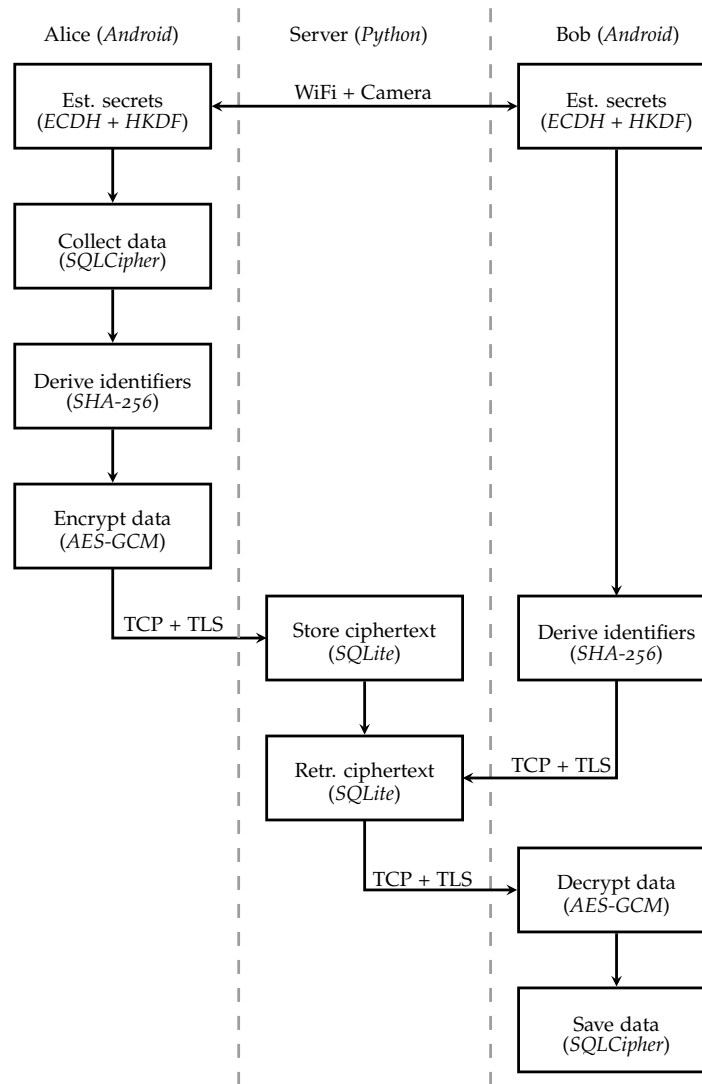 Alice (Android)
Server (Python)
Bob (Android)
Est. secrets
(ECDH + HKDF)
WiFi + Camera
Est. secrets
(ECDH + HKDF)
Collect data
(SQLCipher)
Derive identifiers
(SHA-256)
Encrypt data
(AES-GCM)
TCP + TLS
Store ciphertext
(SQLite)
Derive identifiers
(SHA-256)
Retr. ciphertext
(SQLite)
TCP + TLS
TCP + TLS
Decrypt data
(AES-GCM)
Save data
(SQLCipher)